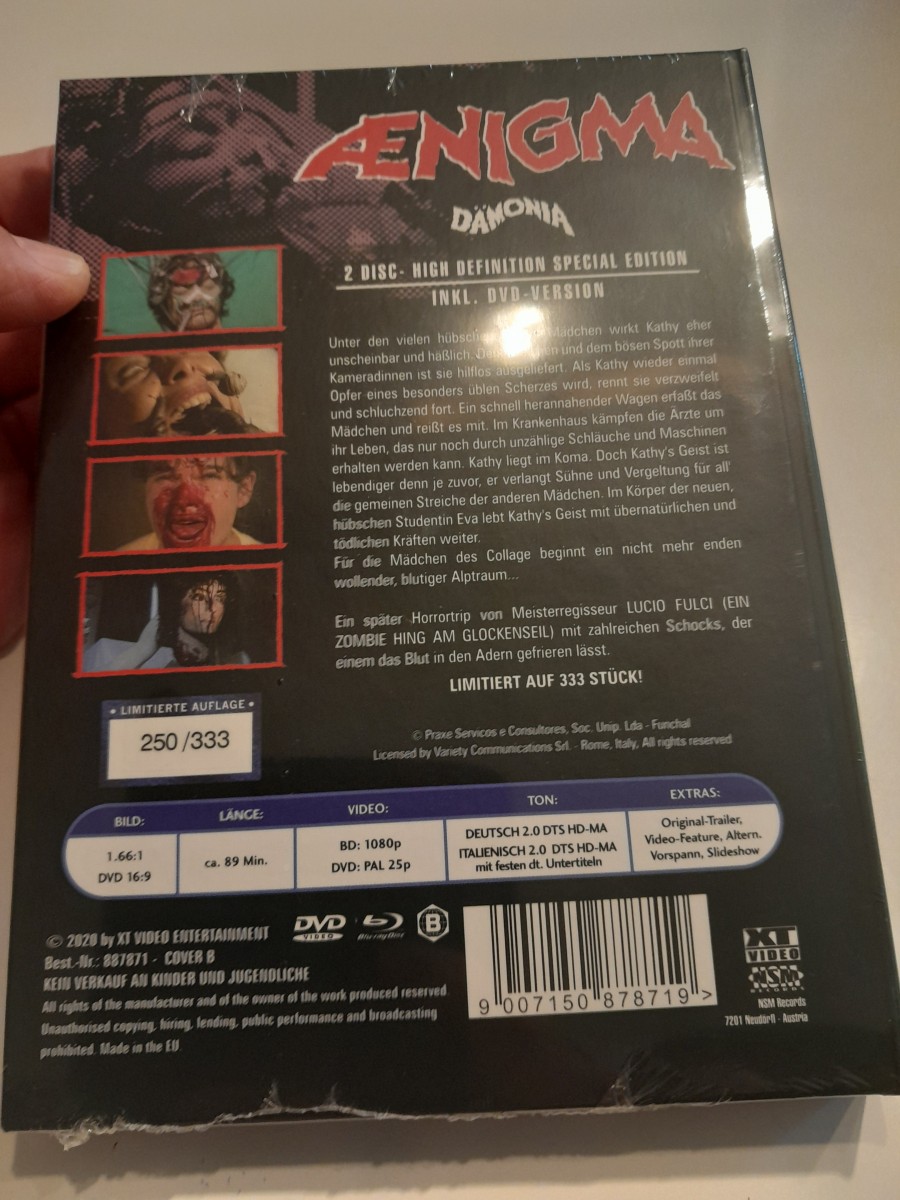 ÆNIGMA
DÄMONIA
2 DISC- HIGH DEFINITION SPECIAL EDITION
INKL. DVD-VERSION
Unter den vielen Mädchen wirkt Kathy eher
unscheinbar und häßlich. und dem bösen Spott ihrer
Kameradinnen ist sie hilflos ausgeliefert. Als Kathy wieder einmal
Opfer eines besonders üblen Scherzes wird, rennt sie verzweifelt
und schluchzend fort. Ein schnell herannahender Wagen erfaßt das
Mädchen und reißt es mit. Im Krankenhaus kämpfen die Ärzte um
ihr Leben, das nur noch durch unzählige Schläuche und Maschinen
erhalten werden kann. Kathy liegt im Koma. Doch Kathy's Geist ist
lebendiger denn je zuvor, er verlangt Sühne und Vergeltung für all'
die gemeinen Streiche der anderen Mädchen. Im Körper der neuen,
hübschen Studentin Eva lebt Kathy's Geist mit übernatürlichen und
tödlichen Kräften weiter.
Für die Mädchen des Collage beginnt ein nicht mehr enden
wollender, blutiger Alptraum...
Ein später Horrortrip von Meisterregisseur LUCIO FULCI (EIN
ZOMBIE HING AM GLOCKENSEIL) mit zahlreichen Schocks, der
einem das Blut in den Adern gefrieren lässt.
LIMITIERT AUF 333 STÜCK!
• LIMITIERTE AUFLAGE •
250/333
© Praxe Servicos e Consultores, Soc. Unip. Lda - Funchal
Licensed by Variety Communications Srl. - Rome, Italy, All rights reserved
BILD:
1.66:1
DVD 16:9
LÄNGE:
ca. 89 Min.
VIDEO:
BD: 1080p
DVD: PAL 25p
TON:
DEUTSCH 2.0 DTS HD-MA
ITALIENISCH 2.0 DTS HD-MA
mit festen dt. Untertiteln
EXTRAS:
Original-Trailer,
Video-Feature, Altern.
Vorspann, Slideshow
© 2020 by XT VIDEO ENTERTAINMENT
Best.-Nr.: 887871 - COVER B
KEIN VERKAUF AN KINDER UND JUGENDLICHE
All rights of the manufacturer and of the owner of the work produced reserved.
Unauthorised copying, hiring, lending, public performance and broadcasting
prohibited. Made in the EU.
DVD
VIDEO
Blu-ray Disc
B
9 007150 878719 >
XT
VIDEO
NSM
RECORDS
NSM Records
7201 Neudörfl - Austria